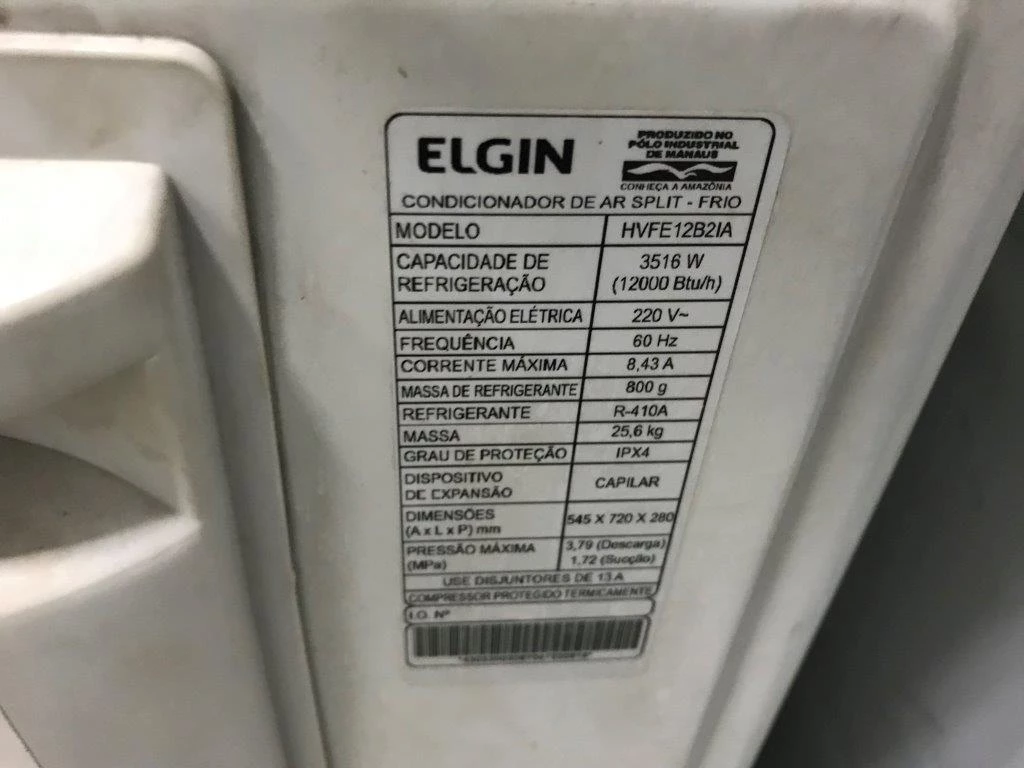 ELGIN
PRODUZIDO NO
PÓLO INDUSTRIAL
DE MANAUS
CONHEÇA A AMAZÔNIA
CONDICIONADOR DE AR SPLIT - FRIO
MODELO HVFE12B2IA
CAPACIDADE DE REFRIGERAÇÃO 3516 W (12000 Btu/h)
ALIMENTAÇÃO ELÉTRICA 220 V~
FREQUÊNCIA 60 Hz
CORRENTE MÁXIMA 8,43 A
MASSA DE REFRIGERANTE 800 g
REFRIGERANTE R-410A
MASSA 25,6 kg
GRAU DE PROTEÇÃO IPX4
DISPOSITIVO DE EXPANSÃO CAPILAR
DIMENSÕES (A x L x P) mm 545 X 720 X 280
PRESSÃO MÁXIMA (MPa) 3,79 (Descarga) 1,72 (Sucção)
USE DISJUNTORES DE 13 A
COMPRESSOR PROTEGIDO TERMICAMENTE
I.O. Nº